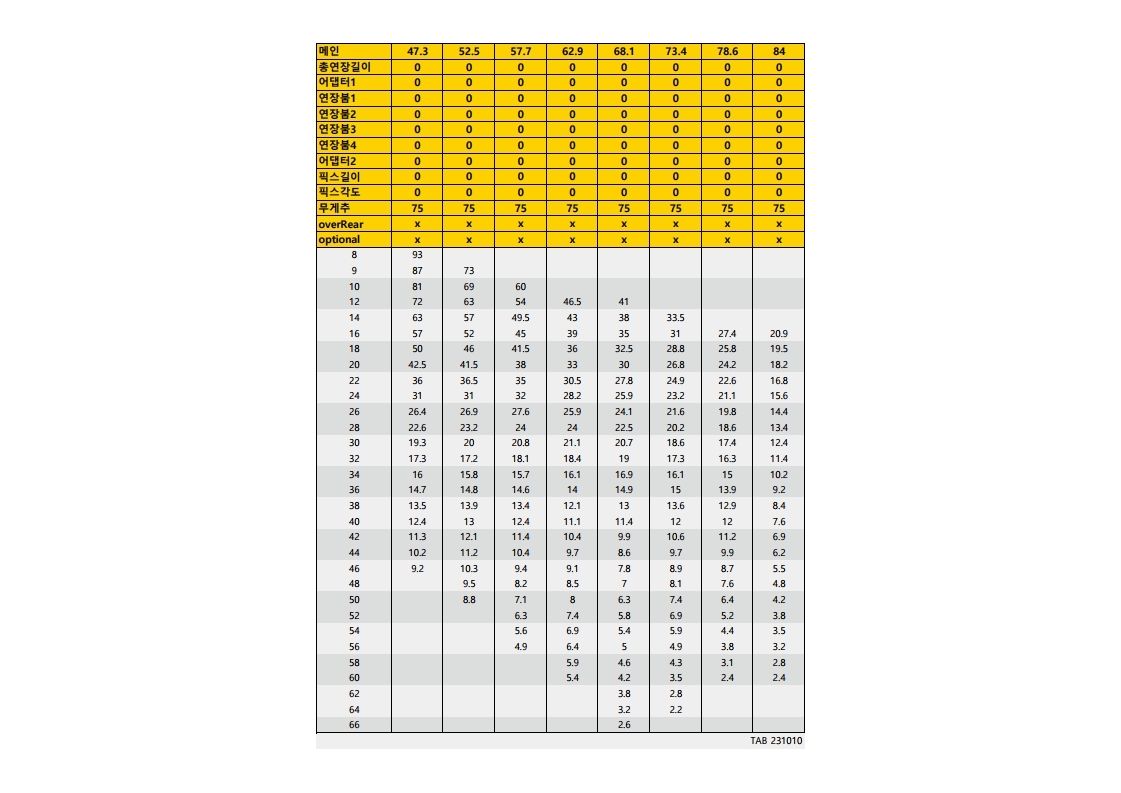 메인 47.3 52.5 57.7 62.9 68.1 73.4 78.6 84
총연장길이 0 0 0 0 0 0 0 0
어댑터1 0 0 0 0 0 0 0 0
연장붐1 0 0 0 0 0 0 0 0
연장붐2 0 0 0 0 0 0 0 0
연장붐3 0 0 0 0 0 0 0 0
연장붐4 0 0 0 0 0 0 0 0
어댑터2 0 0 0 0 0 0 0 0
픽스길이 0 0 0 0 0 0 0 0
픽스각도 0 0 0 0 0 0 0 0
무게추 75 75 75 75 75 75 75 75
overRear x x x x x x x x
optional x x x x x x x x
8 93
9 87 73
10 81 69 60
12 72 63 54 46.5 41
14 63 57 49.5 43 38 33.5
16 57 52 45 39 35 31 27.4 20.9
18 50 46 41.5 36 32.5 28.8 25.8 19.5
20 42.5 41.5 38 33 30 26.8 24.2 18.2
22 36 36.5 35 30.5 27.8 24.9 22.6 16.8
24 31 31 32 28.2 25.9 23.2 21.1 15.6
26 26.4 26.9 27.6 25.9 24.1 21.6 19.8 14.4
28 22.6 23.2 24 24 22.5 20.2 18.6 13.4
30 19.3 20 20.8 21.1 20.7 18.6 17.4 12.4
32 17.3 17.2 18.1 18.4 19 17.3 16.3 11.4
34 16 15.8 15.7 16.1 16.9 16.1 15 10.2
36 14.7 14.8 14.6 14 14.9 15 13.9 9.2
38 13.5 13.9 13.4 12.1 13 13.6 12.9 8.4
40 12.4 13 12.4 11.1 11.4 12 12 7.6
42 11.3 12.1 11.4 10.4 9.9 10.6 11.2 6.9
44 10.2 11.2 10.4 9.7 8.6 9.7 9.9 6.2
46 9.2 10.3 9.4 9.1 7.8 8.9 8.7 5.5
48 9.5 8.2 8.5 7 8.1 7.6 4.8
50 8.8 7.1 8 6.3 7.4 6.4 4.2
52 6.3 7.4 5.8 6.9 5.2 3.8
54 5.6 6.9 5.4 5.9 4.4 3.5
56 4.9 6.4 5 4.9 3.8 3.2
58 5.9 4.6 4.3 3.1 2.8
60 5.4 4.2 3.5 2.4 2.4
62 3.8 2.8
64 3.2 2.2
66 2.6
TAB 231010